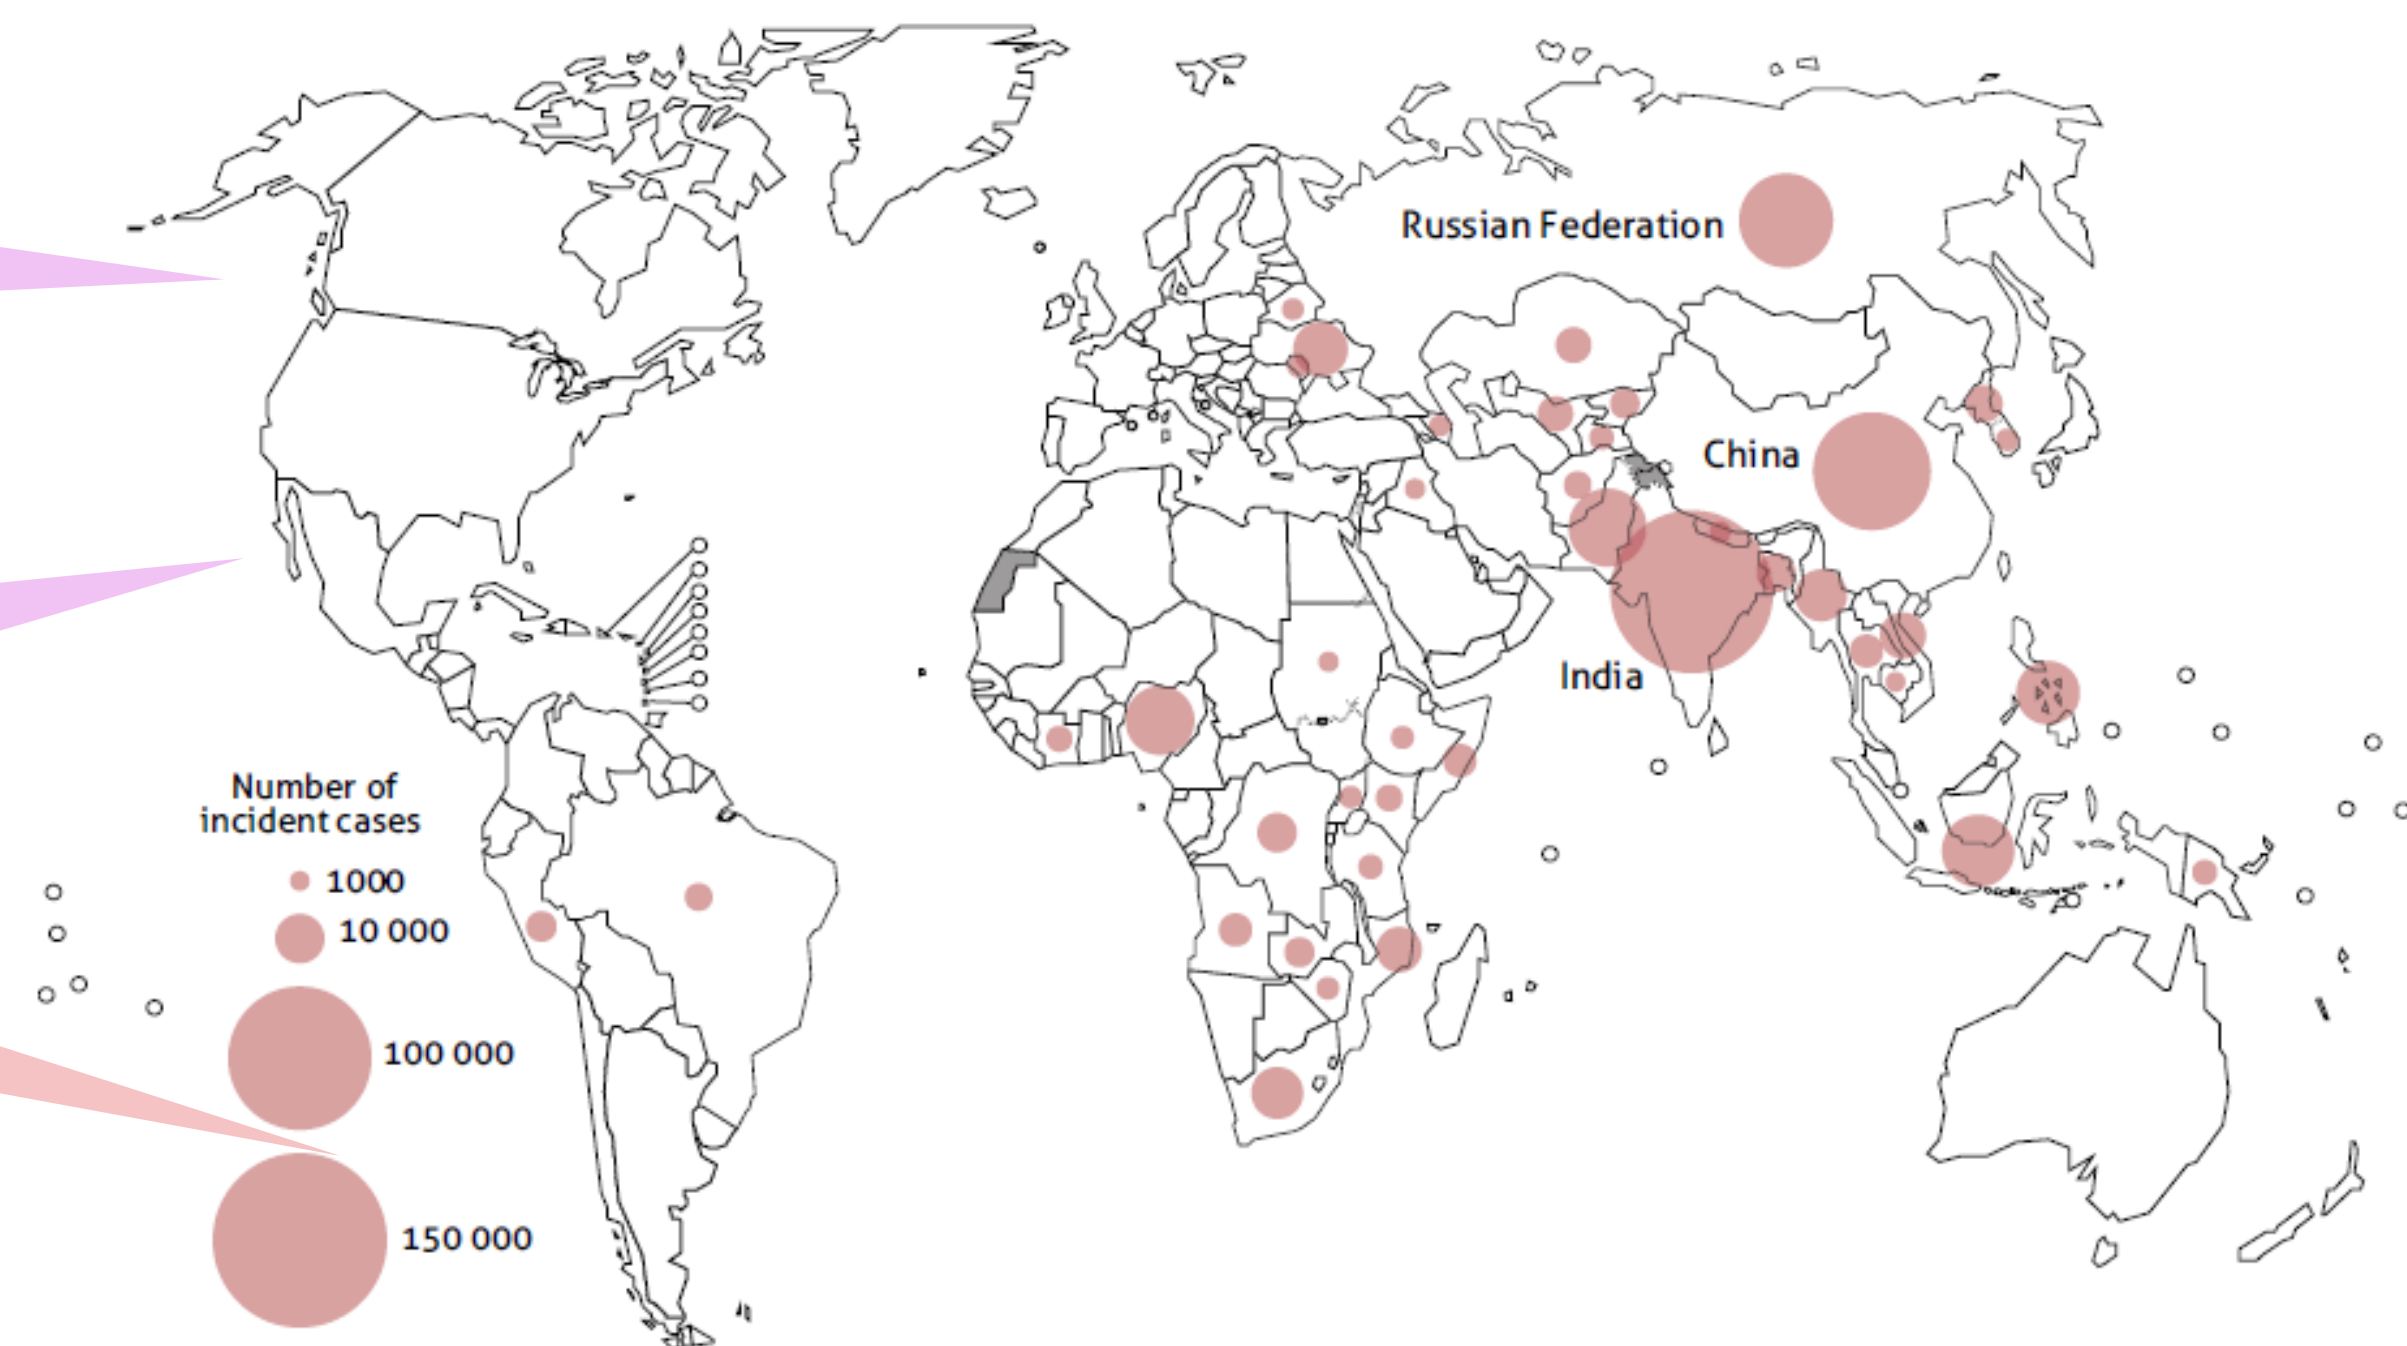 Russian Federation
China
India
Number of
incident cases
1000
10 000
100 000
150 000